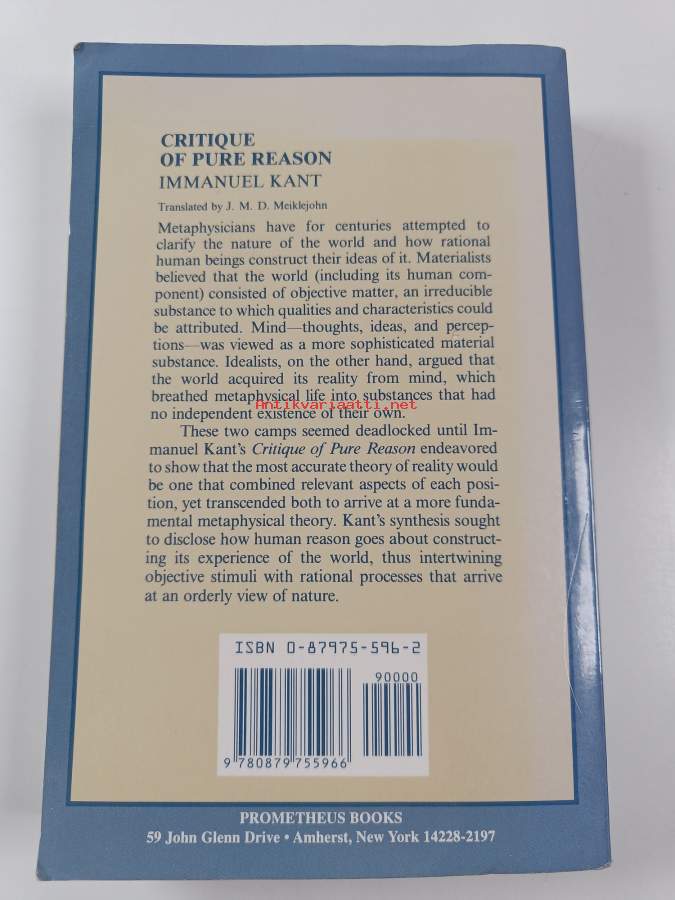 CRITIQUE
OF PURE REASON
IMMANUEL KANT
Translated by J. M. D. Meiklejohn
Metaphysicians have for centuries attempted to
clarify the nature of the world and how rational
human beings construct their ideas of it. Materialists
believed that the world (including its human com-
ponent) consisted of objective matter, an irreducible
substance to which qualities and characteristics could
be attributed. Mind—thoughts, ideas, and percep-
tions—was viewed as a more sophisticated material
substance. Idealists, on the other hand, argued that
the world acquired its reality from mind, which
breathed metaphysical life into substances that had
Antikvariaatti.net
no independent existence of their own.
These two camps seemed deadlocked until Im-
manuel Kant's Critique of Pure Reason endeavored
to show that the most accurate theory of reality would
be one that combined relevant aspects of each posi-
tion, yet transcended both to arrive at a more funda-
mental metaphysical theory. Kant's synthesis sought
to disclose how human reason goes about construct-
ing its experience of the world, thus intertwining
objective stimuli with rational processes that arrive
at an orderly view of nature.
ISBN 0-87975-596-2
90000
9 780879 755966
PROMETHEUS BOOKS
59 John Glenn Drive • Amherst, New York 14228-2197